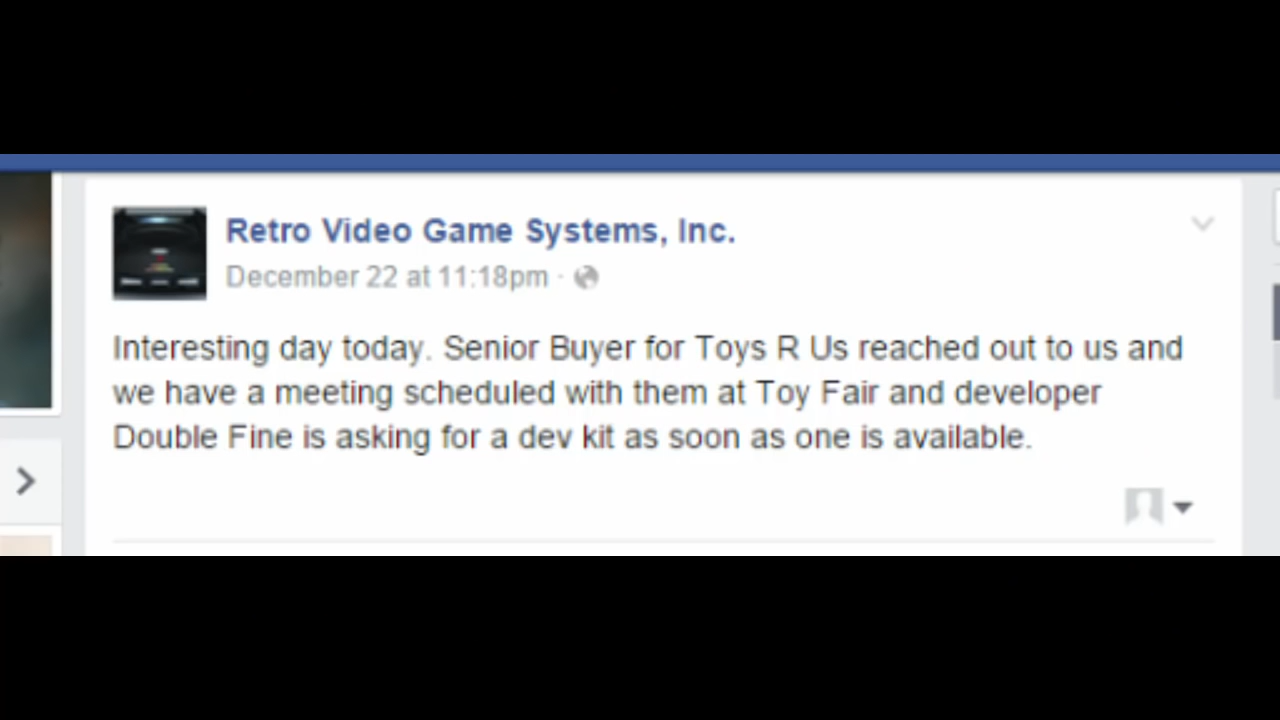 Retro Video Game Systems, Inc.
December 22 at 11:18pm ·
Interesting day today. Senior Buyer for Toys R Us reached out to us and
we have a meeting scheduled with them at Toy Fair and developer
Double Fine is asking for a dev kit as soon as one is available.